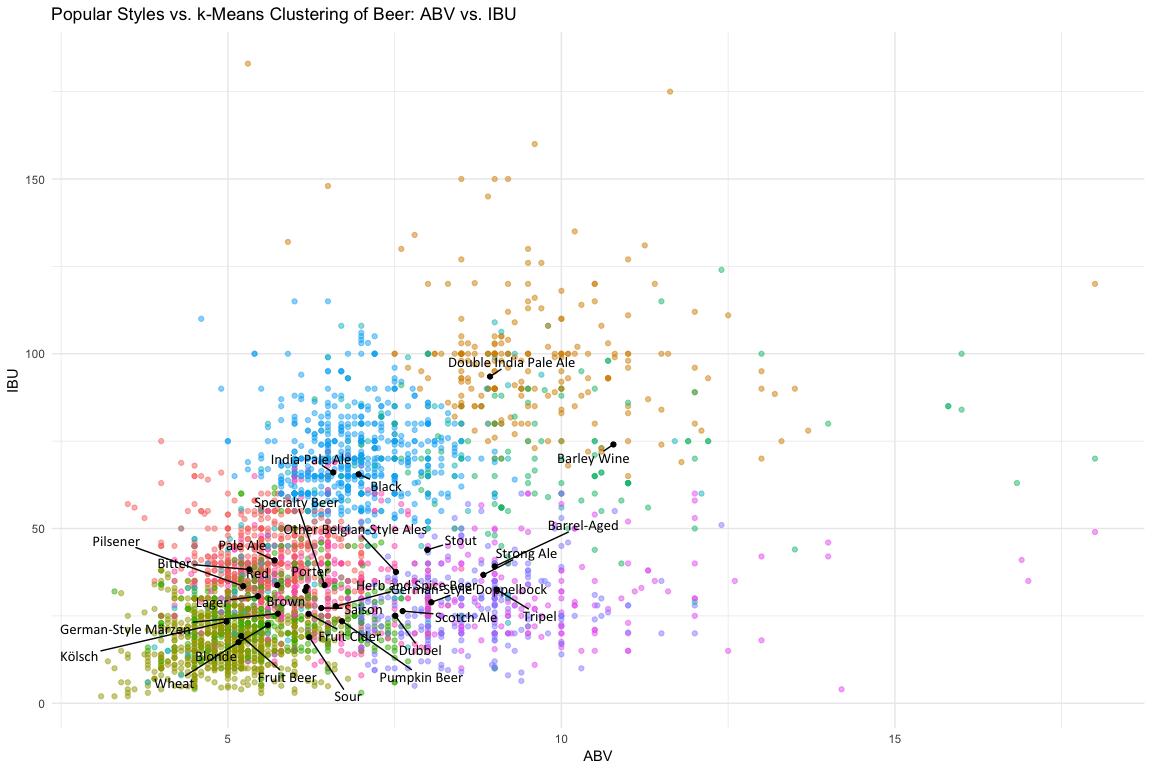 Popular Styles vs. k-Means Clustering of Beer: ABV vs. IBU
150
100
Double India Pale Ale
India Pale Ale
Barley Wine
Black
Specialty Beer
50
Other Belgian-Style Ales
Barrel-Aged
Pilsener
Pale Ale
Stout
Strong Ale
Bitter
Red
Porter
Herb and Spice Beer
German-Style Doppelbock
Lager
Brown
Saison
Scotch Ale
Tripel
German-Style Marzen
Fruit Cider
Kölsch
Blonde
Dubbel
Wheat
Fruit Beer
Pumpkin Beer
Sour
0
5
10
15
IBU
ABV